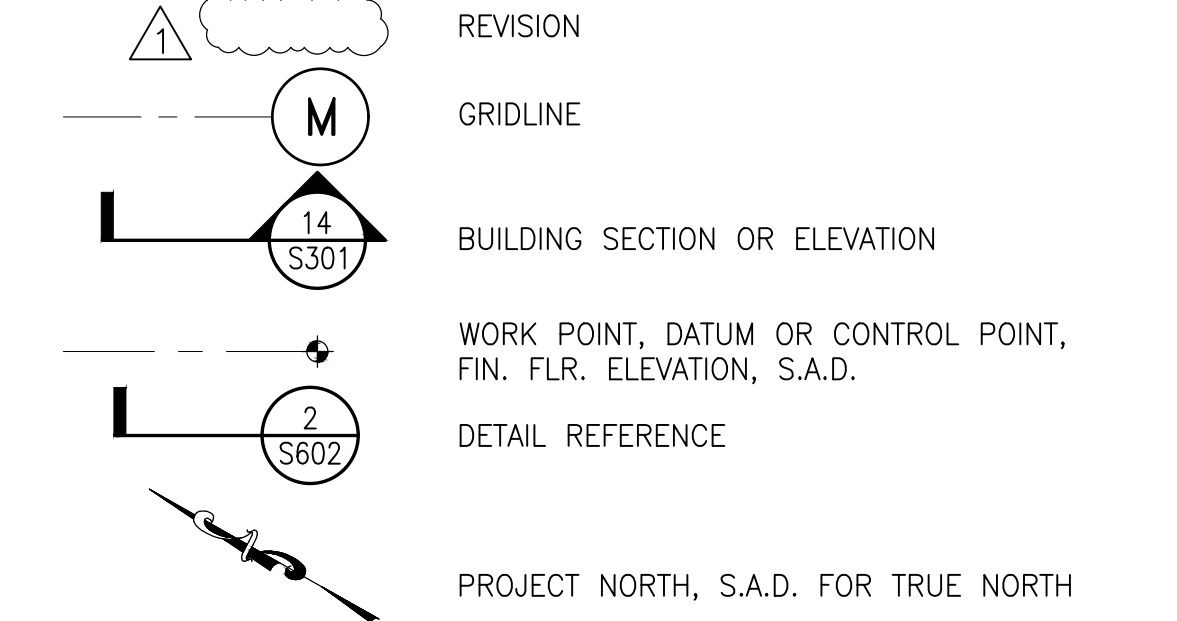 1 REVISION
M GRIDLINE
14
S301 BUILDING SECTION OR ELEVATION
WORK POINT, DATUM OR CONTROL POINT,
FIN. FLR. ELEVATION, S.A.D.
2
S602 DETAIL REFERENCE
PROJECT NORTH, S.A.D. FOR TRUE NORTH